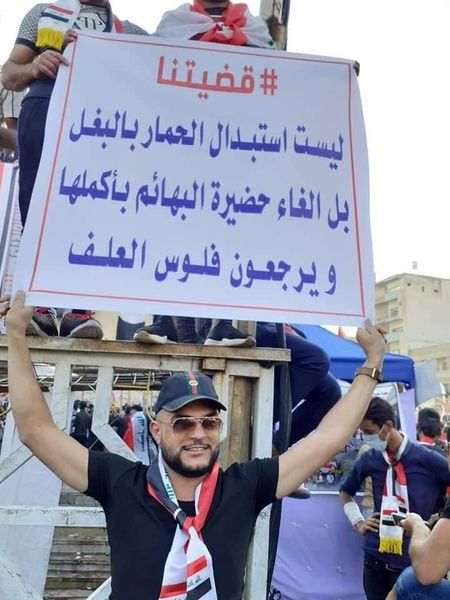 #قضيتنا
ليست استبدال الحمار بالبغل
بل الغاء حضيرة البهائم بأكملها
و يرجعون فلوس العلف